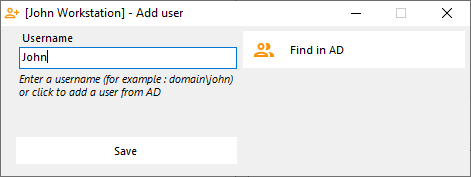 [John Workstation] - Add user
Username
John
Enter a username (for example : domain\john)
or click to add a user from AD
Find in AD
Save